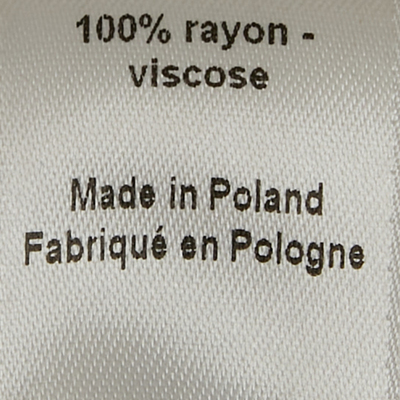 100% rayon -
viscose
Made in Poland
Fabriqué en Pologne